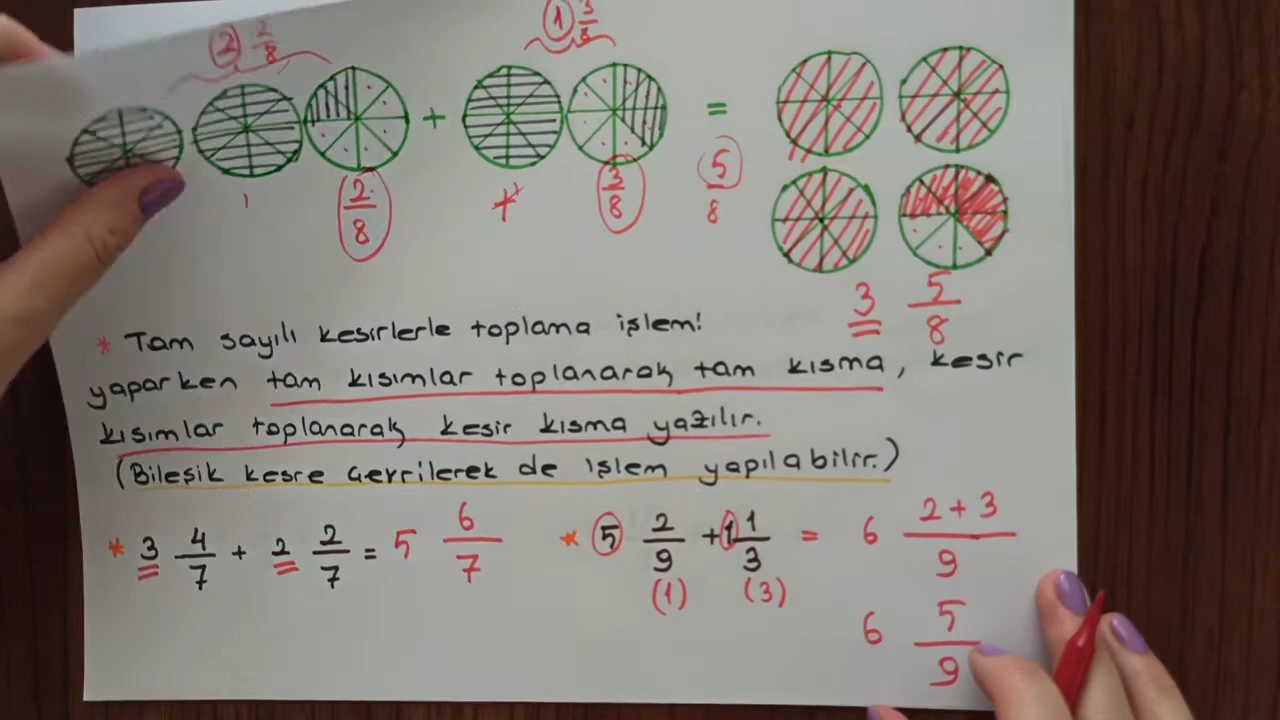 2 2/8 1 3/8
+ =
1 2/8 + 3/8 5/8
3 5/8
* Tam sayılı kesirlerle toplama işlem!
yaparken tam kısımlar toplanarak tam kısma, kesir
kısımlar toplanarak kesir kısma yazılır.
(Bileşik kesre çevrilerek de işlem yapılabilir.)
* 3 4/7 + 2 2/7 = 5 6/7 * 5 2/9 + 1 1/3 = 6 2+3/9
(1) (3)
6 5/9